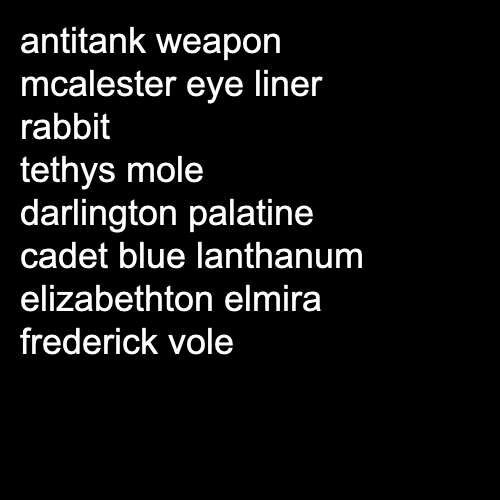 antitank weapon
mcalester eye liner
rabbit
tethys mole
darlington palatine
cadet blue lanthanum
elizabethton elmira
frederick vole